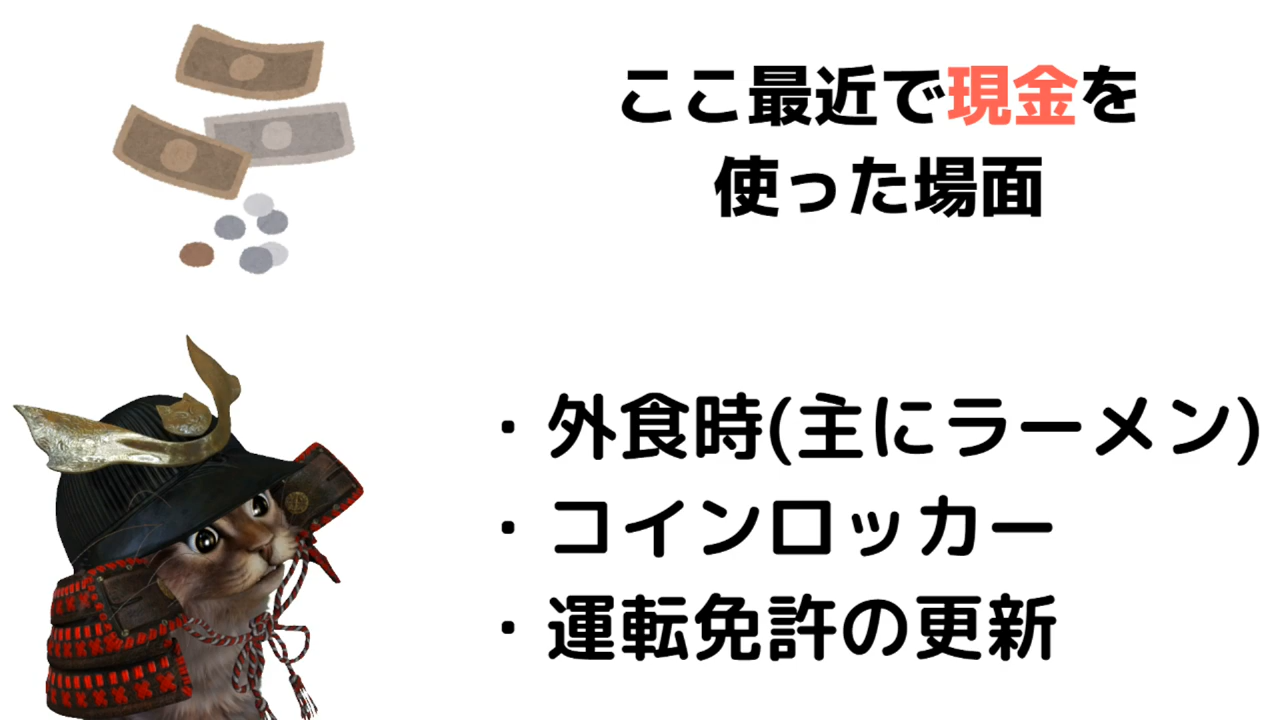 ここ最近で現金を
使った場面
・外食時(主にラーメン)
・コインロッカー
・運転免許の更新